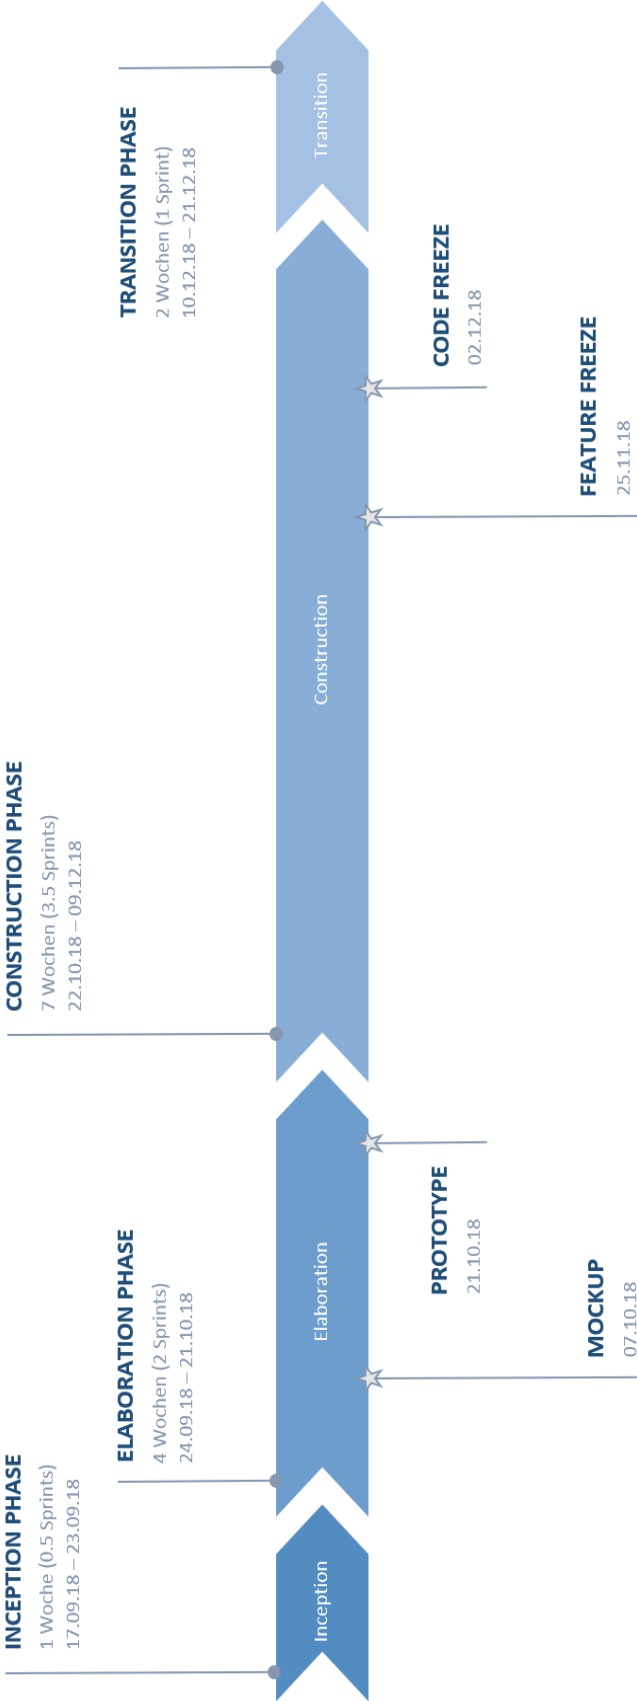 INCEPTION PHASE
1 Woche (0.5 Sprints)
17.09.18 – 23.09.18
ELABORATION PHASE
4 Wochen (2 Sprints)
24.09.18 – 21.10.18
CONSTRUCTION PHASE
7 Wochen (3.5 Sprints)
22.10.18 – 09.12.18
TRANSITION PHASE
2 Wochen (1 Sprint)
10.12.18 – 21.12.18
Inception
Elaboration
Construction
Transition
MOCKUP
07.10.18
PROTOTYPE
21.10.18
FEATURE FREEZE
25.11.18
CODE FREEZE
02.12.18